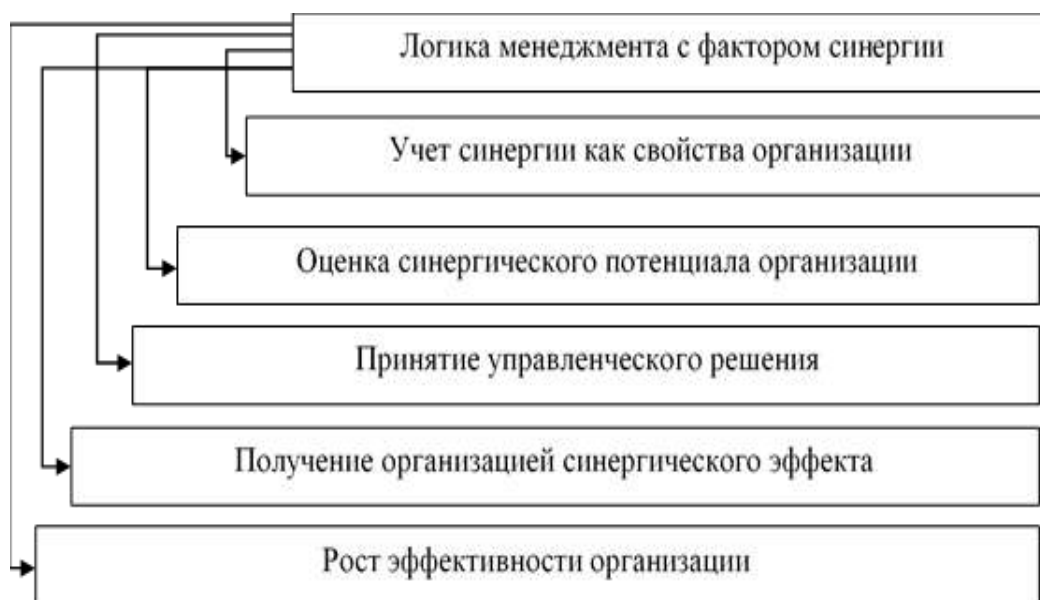 Логика менеджмента с фактором синергии
Учет синергии как свойства организации
Оценка синергического потенциала организации
Принятие управленческого решения
Получение организацией синергического эффекта
Рост эффективности организации